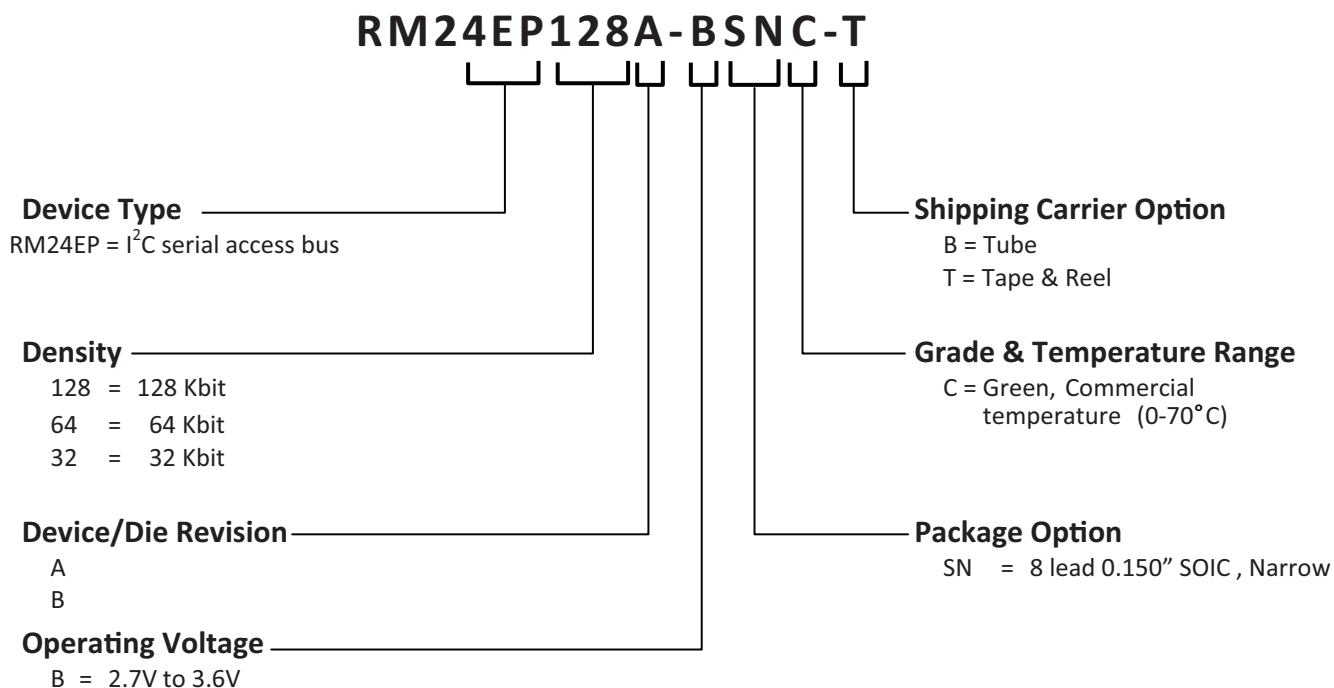 RM24EP128A-BSNC-T
Device Type
RM24EP = I²C serial access bus
Density
128 = 128 Kbit
64 = 64 Kbit
32 = 32 Kbit
Device/Die Revision
A
B
Operating Voltage
B = 2.7V to 3.6V
Shipping Carrier Option
B = Tube
T = Tape & Reel
Grade & Temperature Range
C = Green, Commercial
temperature (0-70°C)
Package Option
SN = 8 lead 0.150” SOIC , Narrow